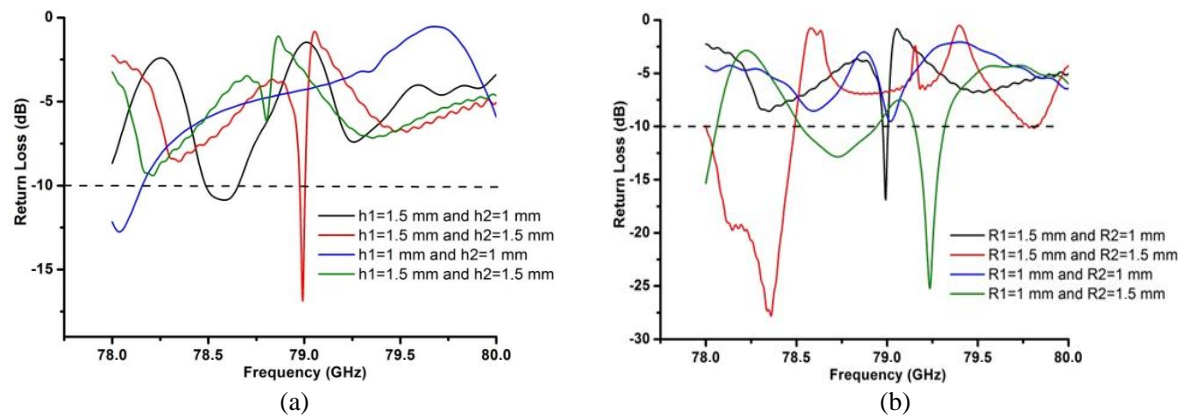 0
-5
-10
-15
Return Loss (dB)
h1=1.5 mm and h2=1 mm
h1=1.5 mm and h2=1.5 mm
h1=1 mm and h2=1 mm
h1=1.5 mm and h2=1.5 mm
78.0 78.5 79.0 79.5 80.0
Frequency (GHz)
(a)
0
-5
-10
-15
-20
-25
-30
Return Loss (dB)
R1=1.5 mm and R2=1 mm
R1=1.5 mm and R2=1.5 mm
R1=1 mm and R2=1 mm
R1=1 mm and R2=1.5 mm
78.0 78.5 79.0 79.5 80.0
Frequency (GHz)
(b)